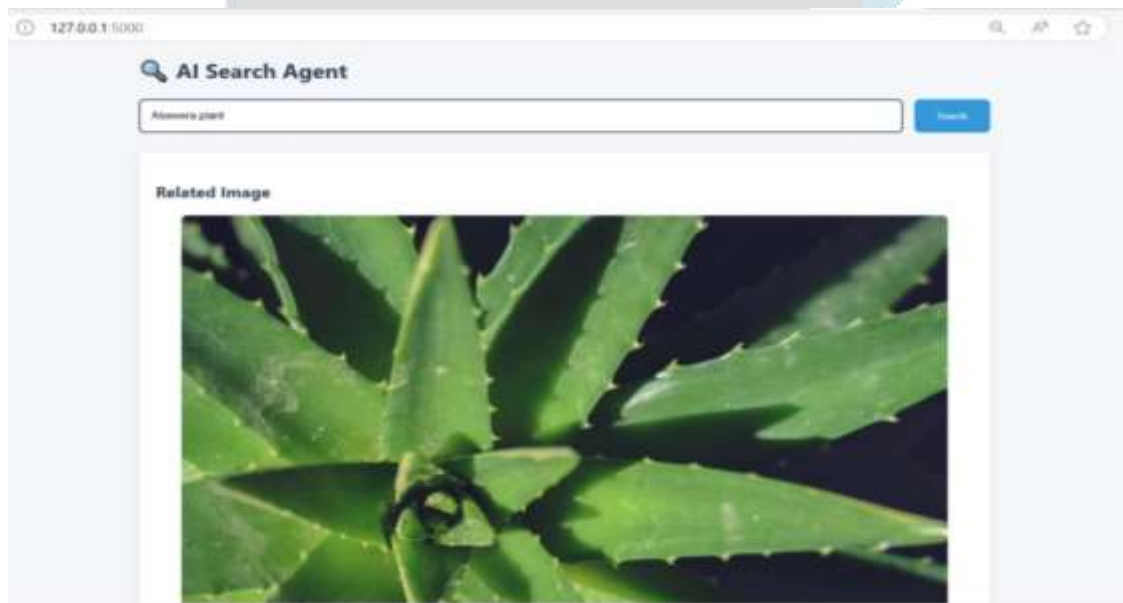 127.0.0.1:5000
🔍 AI Search Agent
Aloevera plant
Search
Related Image